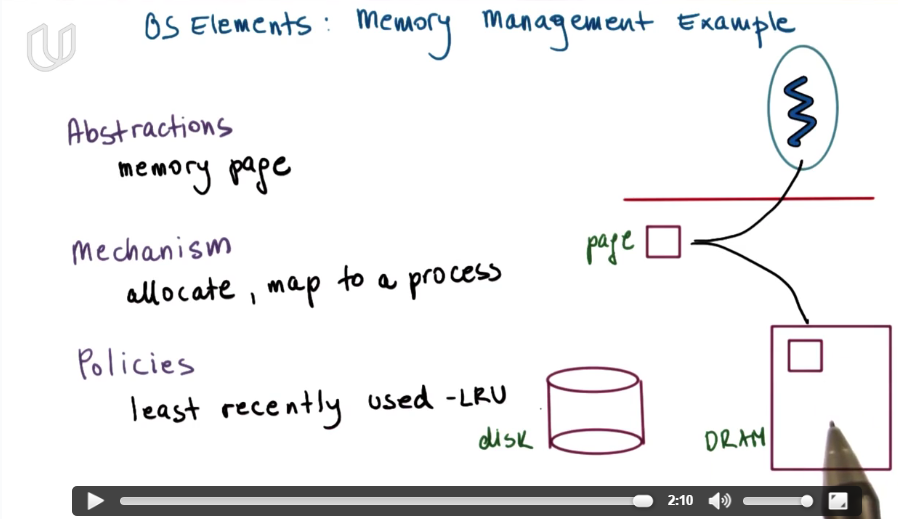 OS Elements: Memory Management Example
Abstractions
memory page
Mechanism
allocate, map to a process
Policies
least recently used -LRU
page
disk
DRAM
2:10